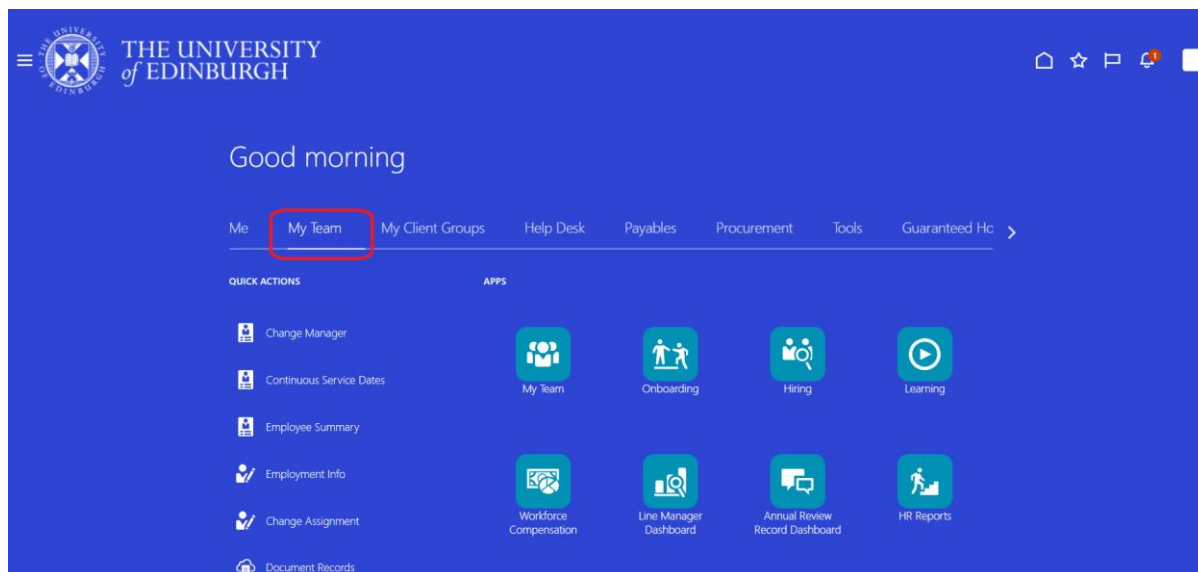 THE UNIVERSITY
of EDINBURGH
1
Good morning
Me My Team My Client Groups Help Desk Payables Procurement Tools Guaranteed Ho
QUICK ACTIONS
APPS
Change Manager
Continuous Service Dates
Employee Summary
Employment Info
Change Assignment
Document Records
My Team
Onboarding
Hiring
Learning
Workforce
Compensation
Line Manager
Dashboard
Annual Review
Record Dashboard
HR Reports